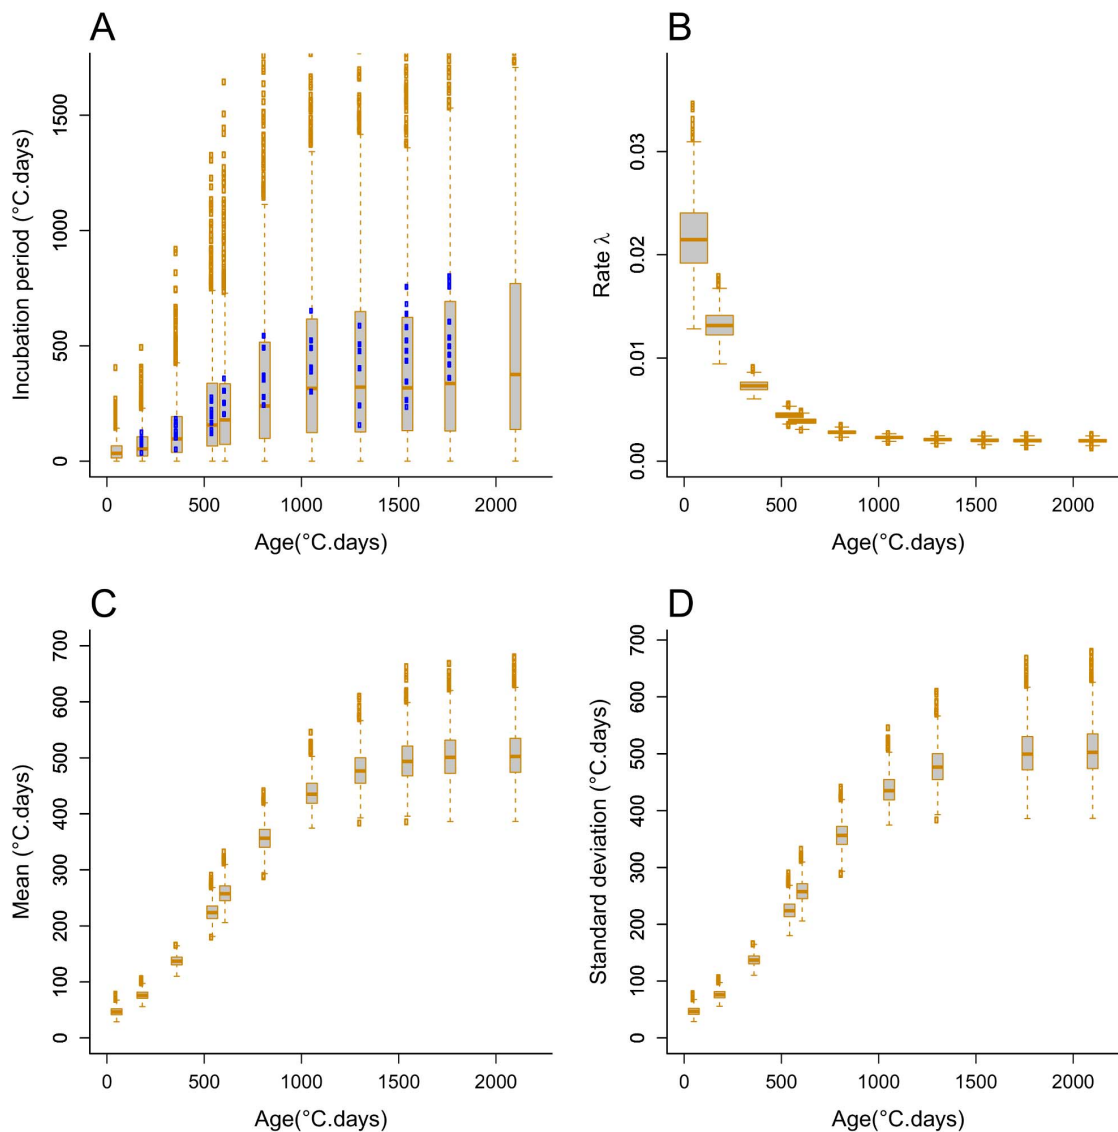 A
Incubation period (°C.days)
1500
1000
500
0
0 500 1000 1500 2000
Age(°C.days)
B
Rate λ
0.03
0.02
0.01
0.00
0 500 1000 1500 2000
Age(°C.days)
C
Mean (°C.days)
700
600
500
400
300
200
100
0
0 500 1000 1500 2000
Age(°C.days)
D
Standard deviation (°C.days)
700
600
500
400
300
200
100
0
0 500 1000 1500 2000
Age(°C.days)